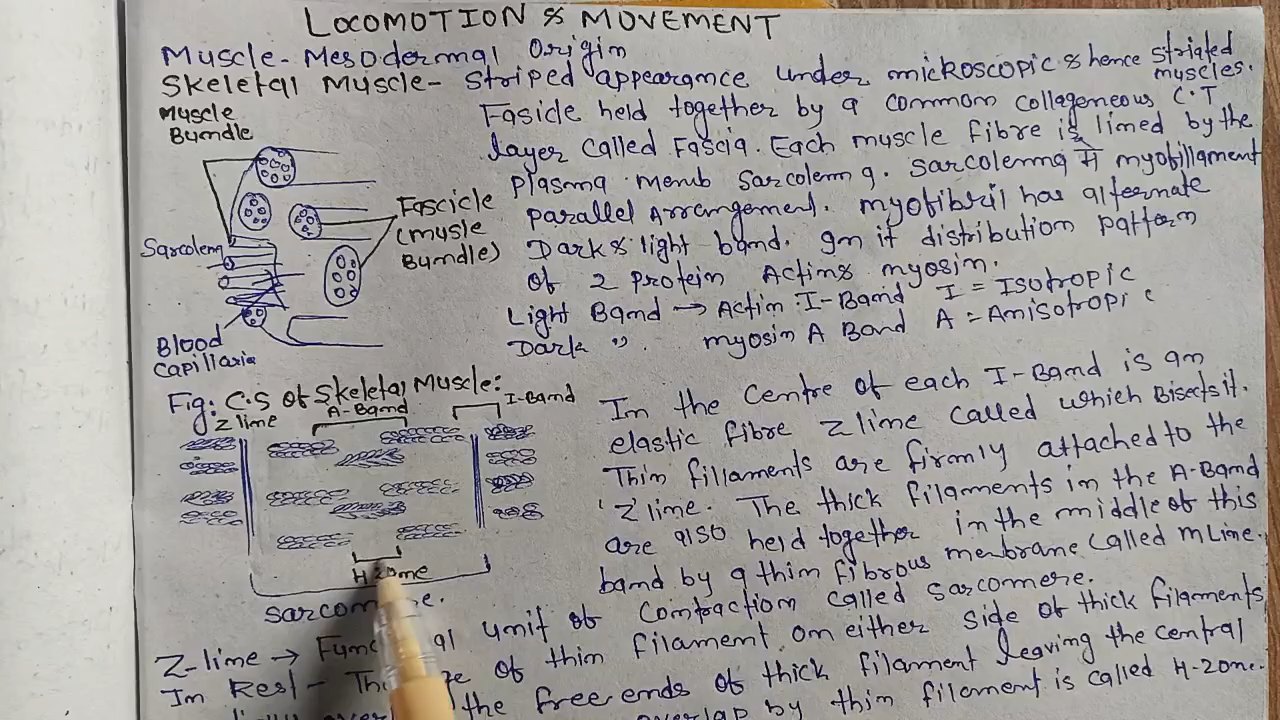 LOCOMOTION & MOVEMENT
Muscle - Mesodermal Origin
Skeletal Muscle - Striped appearance under microscopic & hence striated muscles.
Muscle Bundle
Fasicle held together by a common collageneous C.T
layer called Fascia. Each muscle fibre is lined by the
plasma memb sarcolemma. Sarcolemma में myofillament
parallel Arrangement. myofibril has alternate
Dark & light band. In it distribution pattern
of 2 protein Actin & myosin.
Light Band → Actin I-Band I = Isotropic
Dark " . myosin A Band A = Anisotropic
Fascicle
(musle
Bundle)
Sarcolema
Blood
Capillaria
Fig: C.S of Skeletal Muscle:
Z line
A-Band
I-Band
H zone
sarcomere.
In the centre of each I-Band is an
elastic fibre Z line called which Bisects it.
Thin fillaments are firmly attached to the
'Z line. The thick filaments in the A-Band
are also held together in the middle of this
band by a thin fibrous membrane called M Line.
Z-line → Functional unit of contraction called sarcomere.
In Rest - The of thin filament on either side of thick filaments
the free ends of thick filament leaving the central
overlap by thin filament is called H-zone.